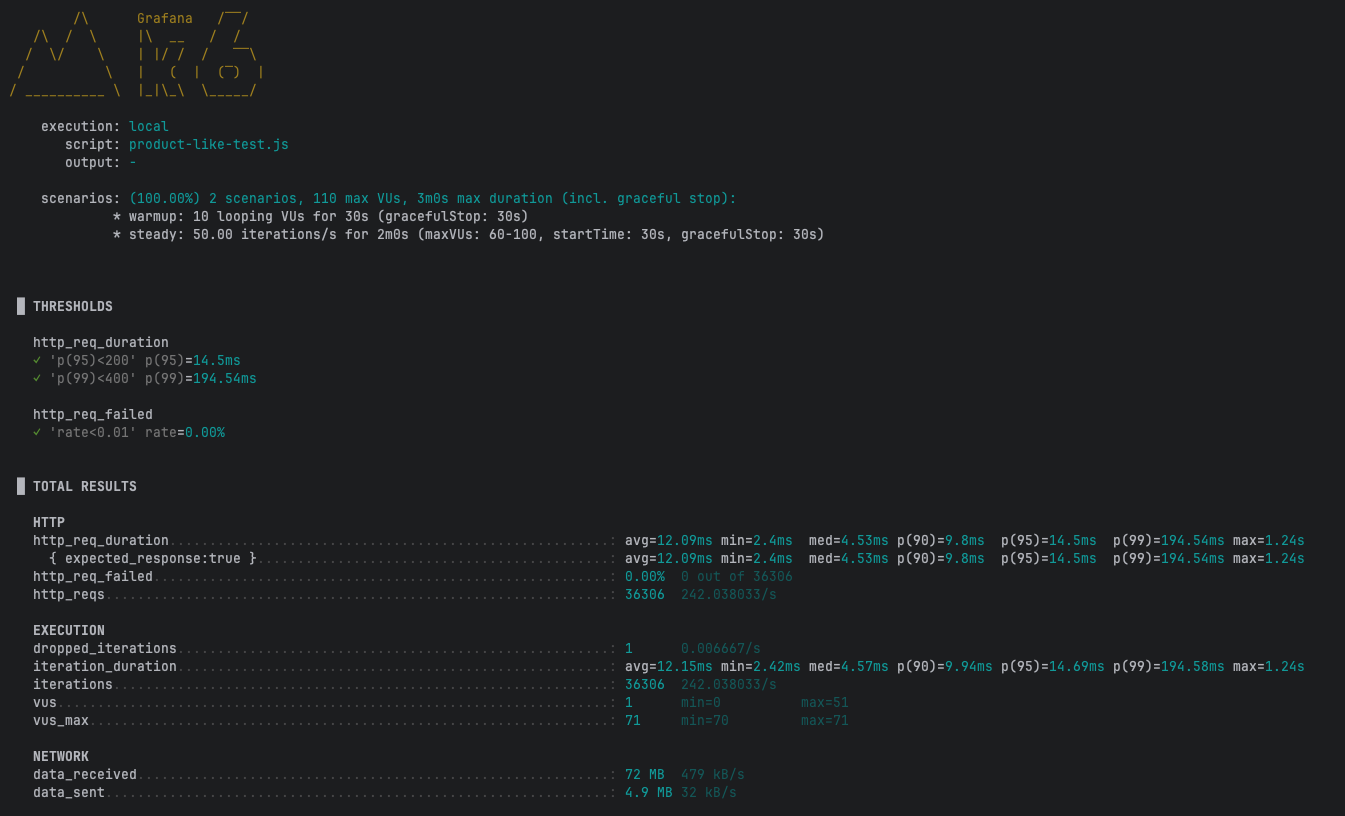 Grafana
execution: local
script: product-like-test.js
output: -
scenarios: (100.00%) 2 scenarios, 110 max VUs, 3m0s max duration (incl. graceful stop):
* warmup: 10 looping VUs for 30s (gracefulStop: 30s)
* steady: 50.00 iterations/s for 2m0s (maxVUs: 60-100, startTime: 30s, gracefulStop: 30s)
THRESHOLDS
http_req_duration
✓ 'p(95)<200' p(95)=14.5ms
✓ 'p(99)<400' p(99)=194.54ms
http_req_failed
✓ 'rate<0.01' rate=0.00%
TOTAL RESULTS
HTTP
http_req_duration.......................................................: avg=12.09ms min=2.4ms  med=4.53ms p(90)=9.8ms  p(95)=14.5ms  p(99)=194.54ms max=1.24s
{ expected_response:true }............................................: avg=12.09ms min=2.4ms  med=4.53ms p(90)=9.8ms  p(95)=14.5ms  p(99)=194.54ms max=1.24s
http_req_failed.........................................................: 0.00%  0 out of 36306
http_reqs...............................................................: 36306  242.038033/s
EXECUTION
dropped_iterations......................................................: 1      0.006667/s
iteration_duration......................................................: avg=12.15ms min=2.42ms med=4.57ms p(90)=9.94ms p(95)=14.69ms p(99)=194.58ms max=1.24s
iterations..............................................................: 36306  242.038033/s
vus.....................................................................: 1      min=0          max=51
vus_max.................................................................: 71     min=70         max=71
NETWORK
data_received...........................................................: 72 MB  479 kB/s
data_sent...............................................................: 4.9 MB 32 kB/s